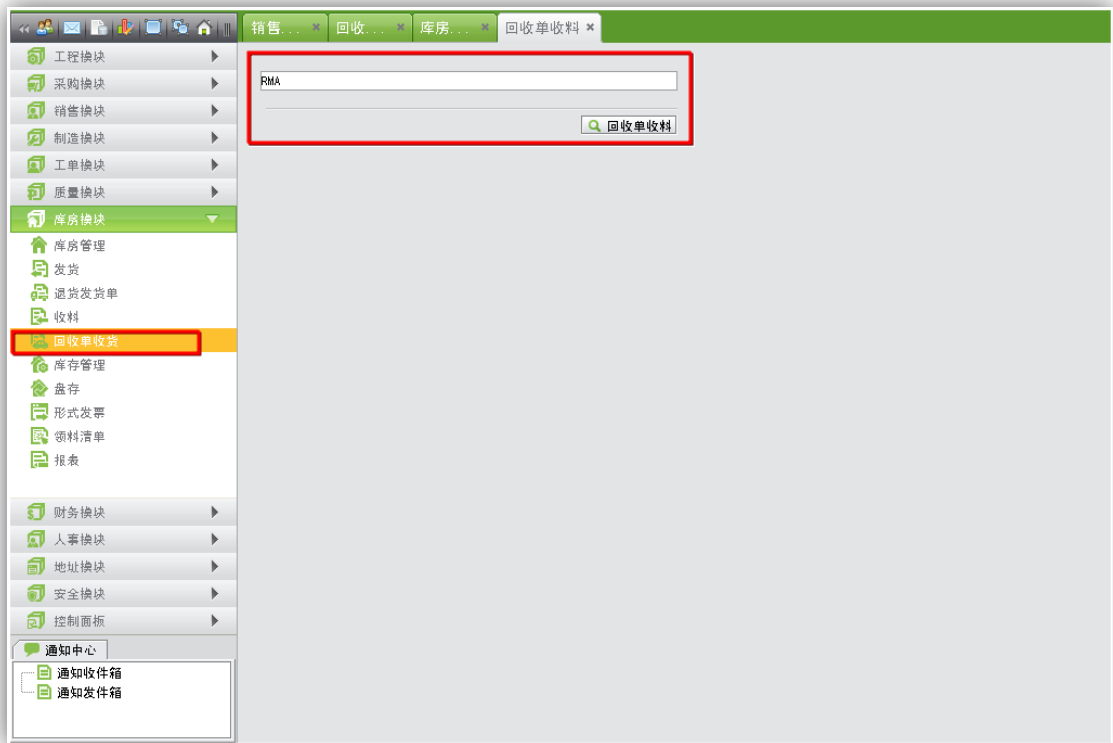 销售... × 回收... × 库房... × 回收单收料 ×
工程模块
采购模块
销售模块
制造模块
工单模块
质量模块
库房模块
库房管理
发货
退货发货单
收料
回收单收货
库存管理
盘存
形式发票
领料清单
报表
财务模块
人事模块
地址模块
安全模块
控制面板
通知中心
通知收件箱
通知发件箱
RMA
回收单收料